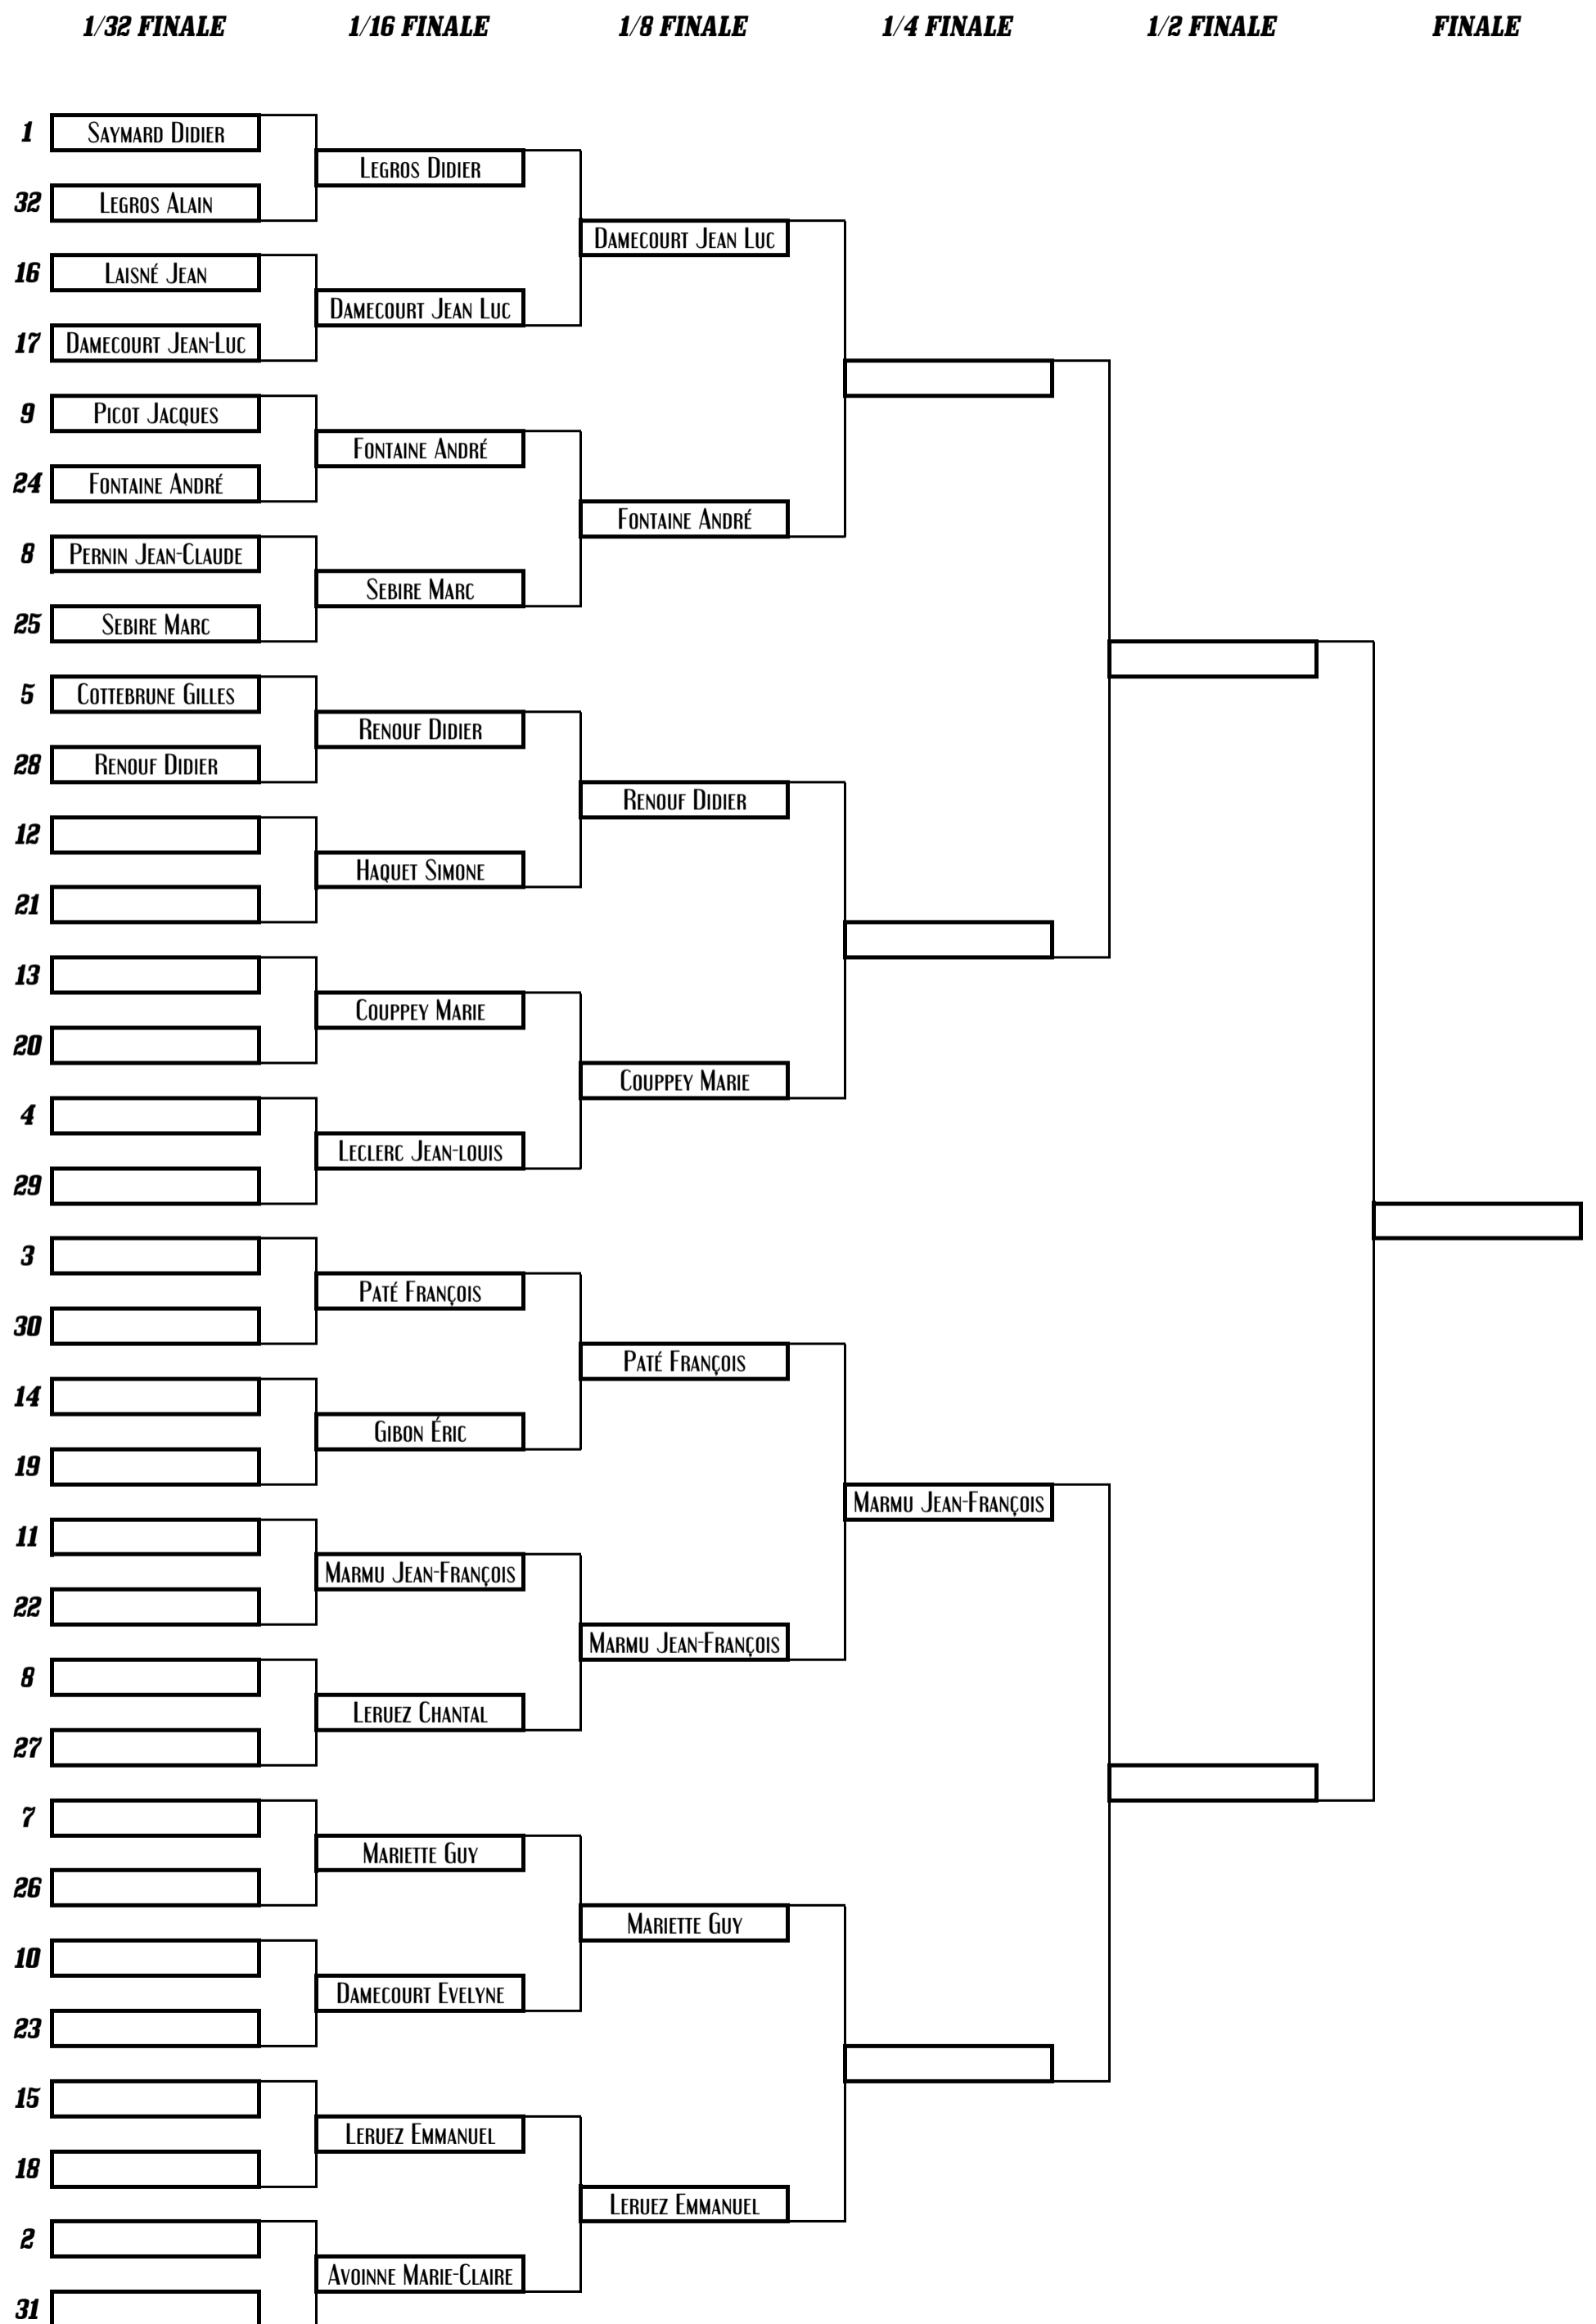 1/32 FINALE 1/16 FINALE 1/8 FINALE 1/4 FINALE 1/2 FINALE FINALE
1 Saymard Didier
Legros Didier
32 Legros Alain
Damecourt Jean Luc
16 Laisné Jean
Damecourt Jean Luc
17 Damecourt Jean-Luc
9 Picot Jacques
Fontaine André
24 Fontaine André
Fontaine André
8 Pernin Jean-Claude
Sebire Marc
25 Sebire Marc
5 Cottebrune Gilles
Renouf Didier
28 Renouf Didier
Renouf Didier
12
Haquet Simone
21
13
Couppey Marie
20
Couppey Marie
4
Leclerc Jean-louis
29
3
Paté François
30
Paté François
14
Gibon Éric
19
Marmu Jean-François
11
Marmu Jean-François
22
Marmu Jean-François
8
Leruez Chantal
27
7
Mariette Guy
26
Mariette Guy
10
Damecourt Evelyne
23
15
Leruez Emmanuel
18
Leruez Emmanuel
2
Avoinne Marie-Claire
31